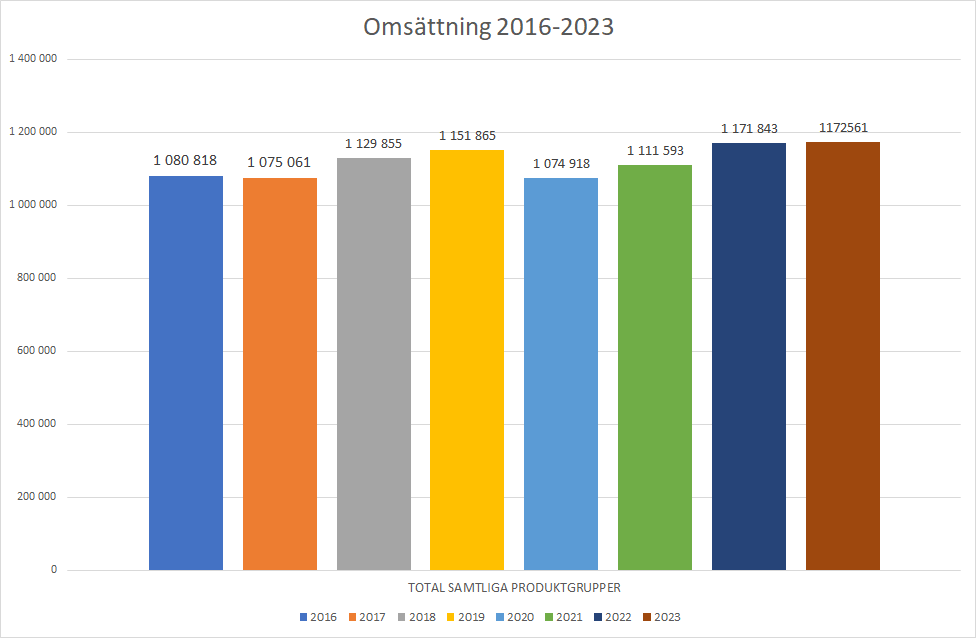 Omsättning 2016-2023
1 400 000
1 200 000
1 000 000
800 000
600 000
400 000
200 000
0
1 080 818
1 075 061
1 129 855
1 151 865
1 074 918
1 111 593
1 171 843
1172561
TOTAL SAMTLIGA PRODUKTGRUPPER
2016 2017 2018 2019 2020 2021 2022 2023